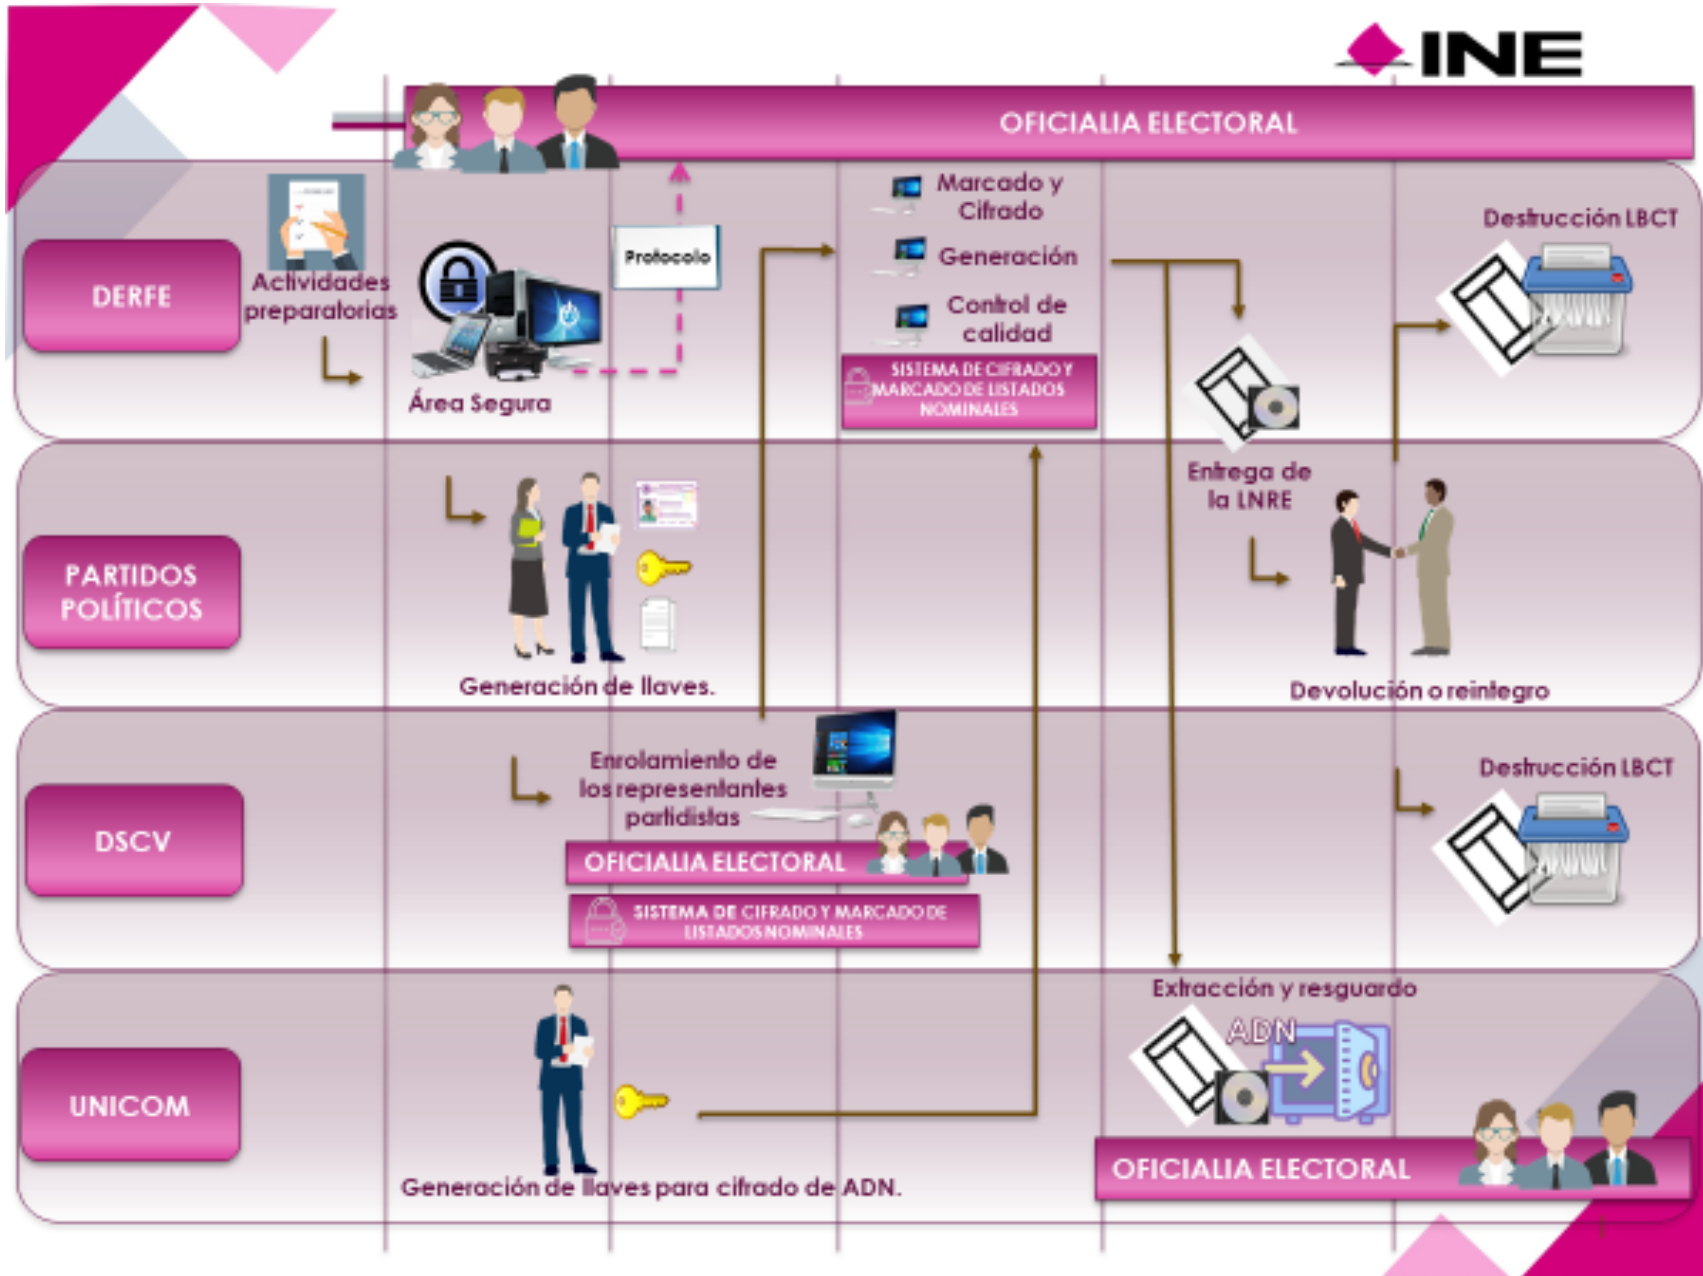 INE
OFICIALIA ELECTORAL
DERFE
Actividades
preparatorias
Área Segura
Protocolo
Marcado y
Cifrado
Generación
Control de
calidad
SISTEMA DE CIFRADO Y
MARCADO DE LISTADOS
NOMINALES
Destrucción LBCT
PARTIDOS
POLÍTICOS
Generación de llaves.
Entrega de
la LNRE
Devolución o reintegro
DSCV
Enrolamiento de
los representantes
partidistas
OFICIALIA ELECTORAL
SISTEMA DE CIFRADO Y MARCADO DE
LISTADOS NOMINALES
Destrucción LBCT
UNICOM
Generación de llaves para cifrado de ADN.
Extracción y resguardo
ADN
OFICIALIA ELECTORAL